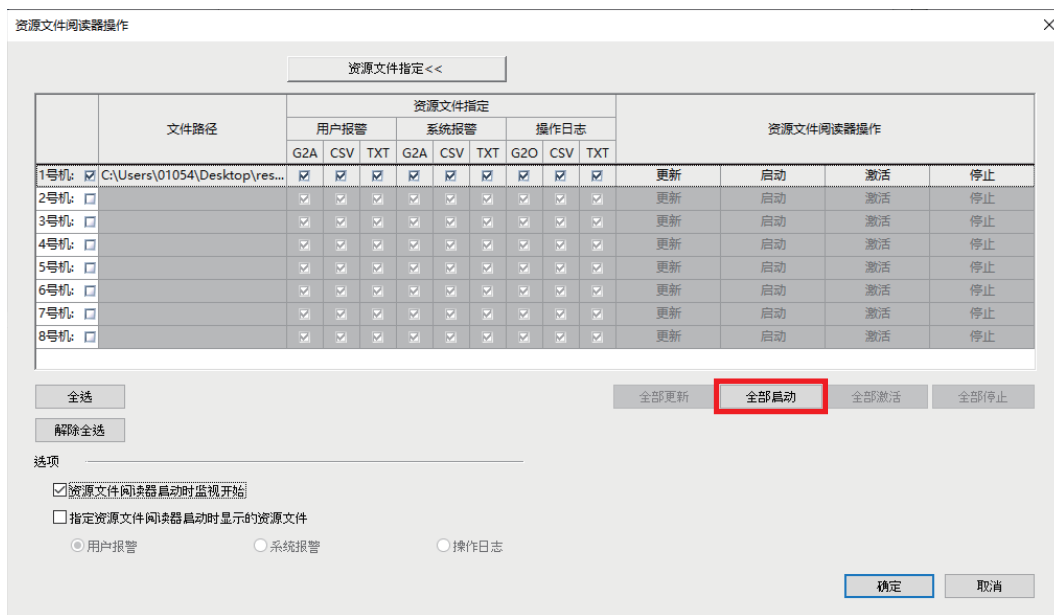 资源文件阅读器操作
资源文件指定<<
文件路径 资源文件指定 资源文件阅读器操作
用户报警 系统报警 操作日志
G2A CSV TXT G2A CSV TXT G2O CSV TXT
1号机: C:\Users\01054\Desktop\res... 更新 启动 激活 停止
2号机: 更新 启动 激活 停止
3号机: 更新 启动 激活 停止
4号机: 更新 启动 激活 停止
5号机: 更新 启动 激活 停止
6号机: 更新 启动 激活 停止
7号机: 更新 启动 激活 停止
8号机: 更新 启动 激活 停止
全选 全部更新 全部启动 全部激活 全部停止
解除全选
选项
资源文件阅读器启动时监视开始
指定资源文件阅读器启动时显示的资源文件
用户报警 系统报警 操作日志
确定 取消